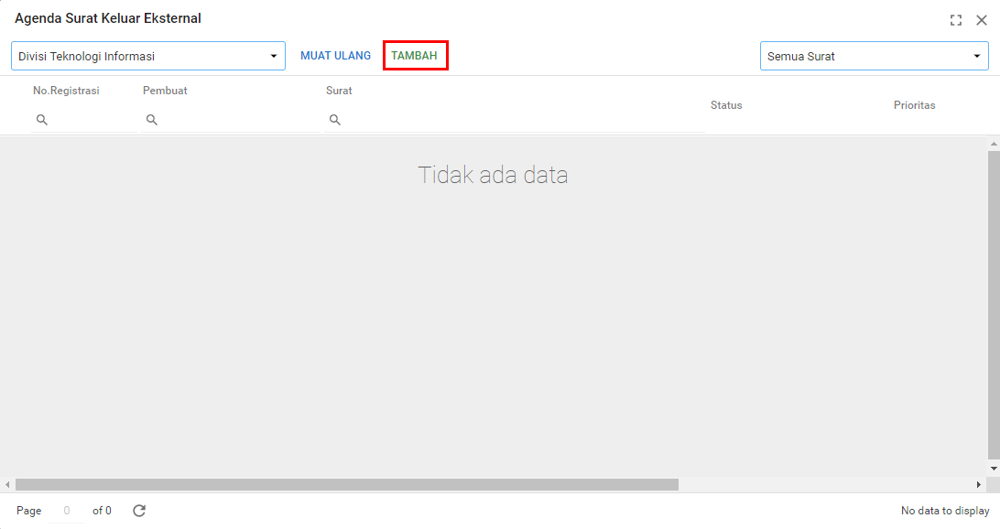 Agenda Surat Keluar Eksternal
Divisi Teknologi Informasi MUAT ULANG TAMBAH Semua Surat
No.Registrasi Pembuat Surat Status Prioritas
Tidak ada data
Page 0 of 0 No data to display